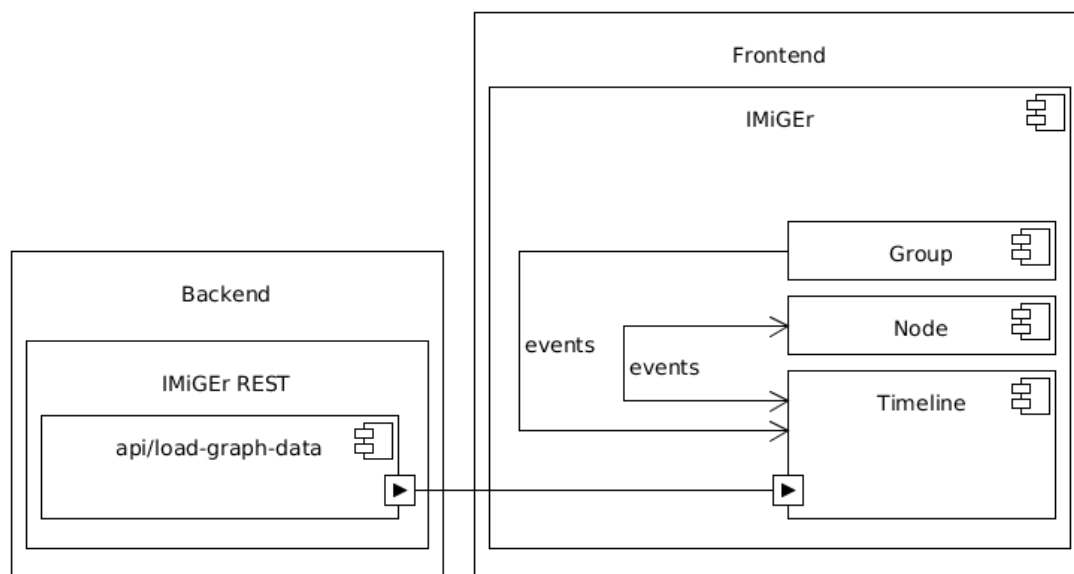 Frontend
IMiGEr
Group
Backend
Node
events
events
IMiGEr REST
Timeline
api/load-graph-data